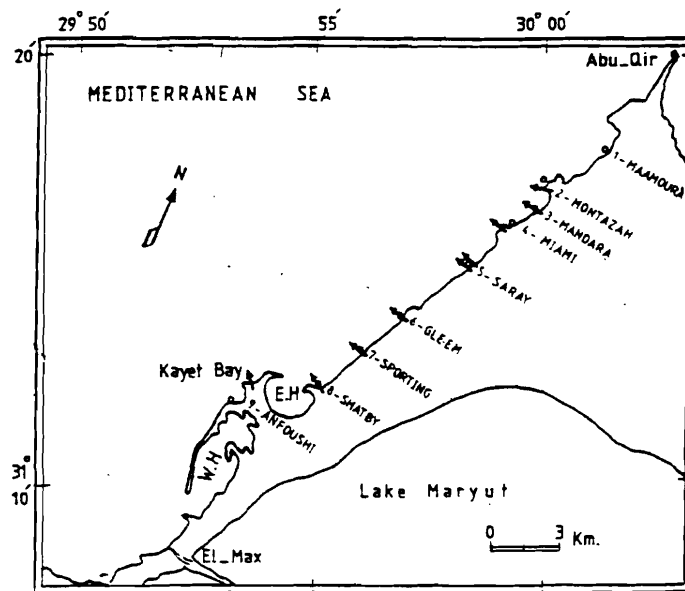 29° 50′ 55′ 30° 00′
20′
Abu_Qir
MEDITERRANEAN SEA
N
1-MAAMOURA
2-MONTAZAH
3-MANDARA
4-MIAMI
5-SARAY
6-GLEEM
7-SPORTING
Kayet Bay
E.H
8-SHATBY
9-ANFOUSHI
W.H
31°
10′
Lake Maryut
0 3
Km.
El_Max